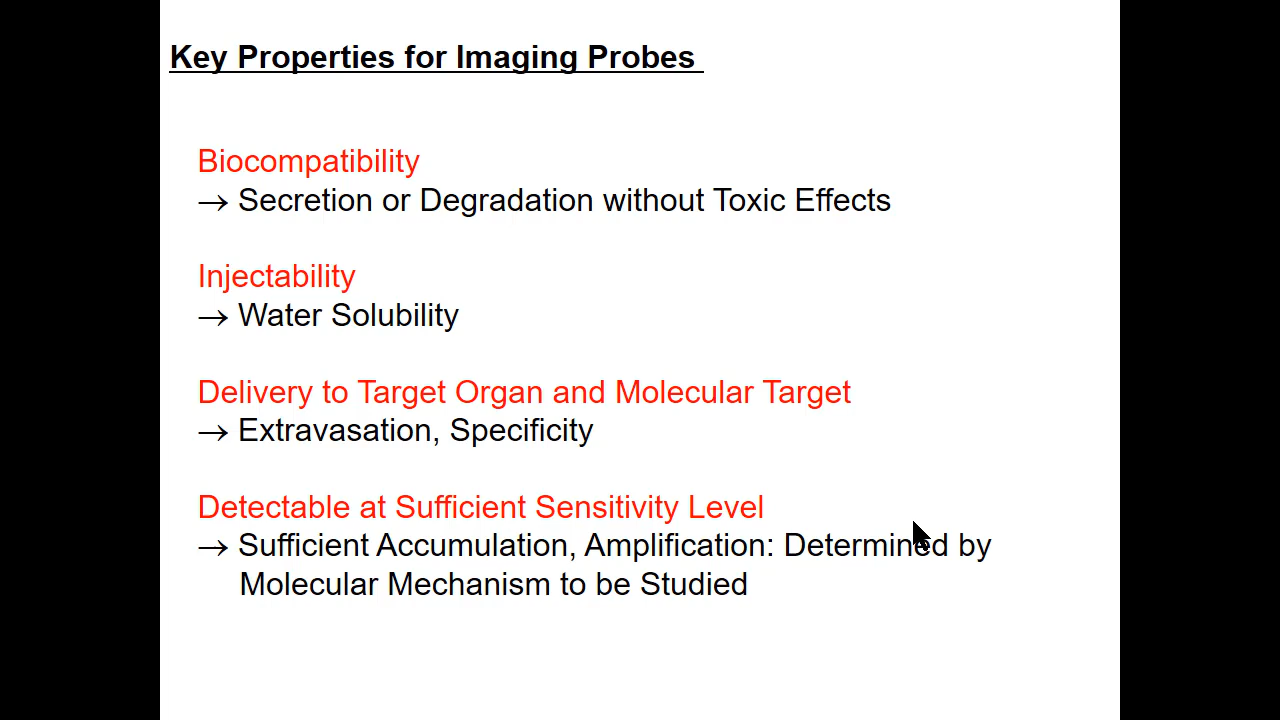 Key Properties for Imaging Probes
Biocompatibility
→ Secretion or Degradation without Toxic Effects
Injectability
→ Water Solubility
Delivery to Target Organ and Molecular Target
→ Extravasation, Specificity
Detectable at Sufficient Sensitivity Level
→ Sufficient Accumulation, Amplification: Determined by
Molecular Mechanism to be Studied